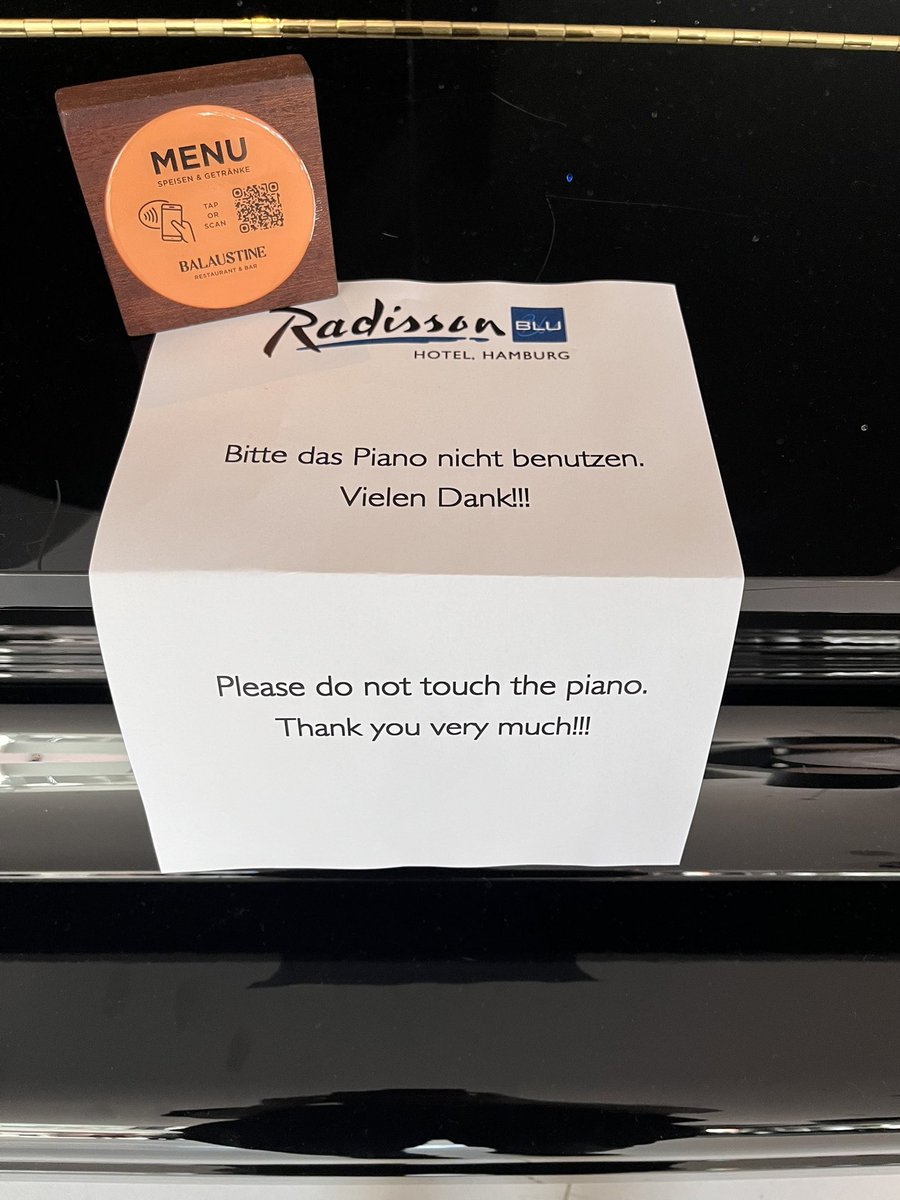 MENU
SPEISEN & GETRÄNKE
TAP
OR
SCAN
BALAUSTINE
RESTAURANT & BAR
Radisson BLU
HOTEL, HAMBURG
Bitte das Piano nicht benutzen.
Vielen Dank!!!
Please do not touch the piano.
Thank you very much!!!